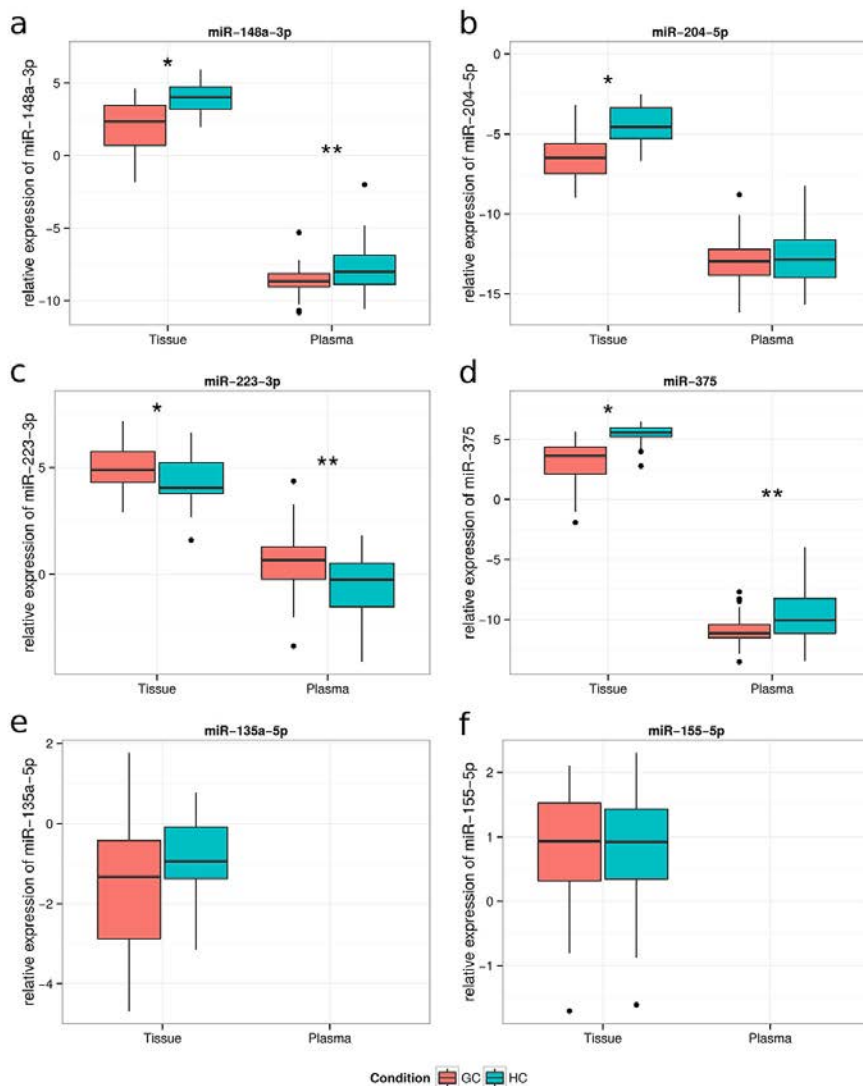 a
miR−148a−3p
relative expression of miR−148a−3p
5
0
−5
−10
*
**
Tissue
Plasma
b
miR−204−5p
relative expression of miR−204−5p
0
−5
−10
−15
*
Tissue
Plasma
c
miR−223−3p
relative expression of miR−223−3p
5
0
*
**
Tissue
Plasma
d
miR−375
relative expression of miR−375
5
0
−5
−10
*
**
Tissue
Plasma
e
miR−135a−5p
relative expression of miR−135a−5p
2
0
−2
−4
Tissue
Plasma
f
miR−155−5p
relative expression of miR−155−5p
2
1
0
−1
Tissue
Plasma
Condition GC HC